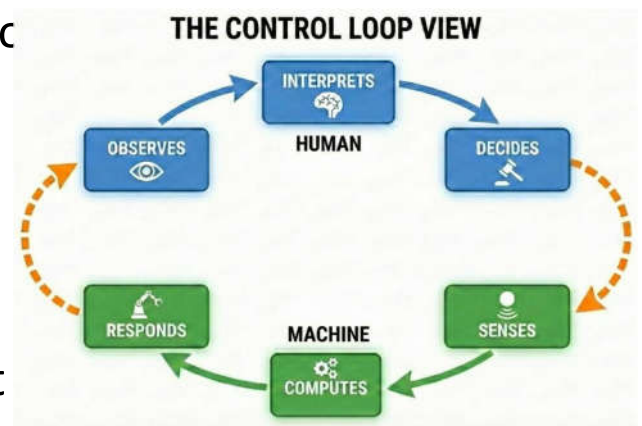 THE CONTROL LOOP VIEW
INTERPRETS
HUMAN
OBSERVES
DECIDES
RESPONDS
MACHINE
SENSES
COMPUTES